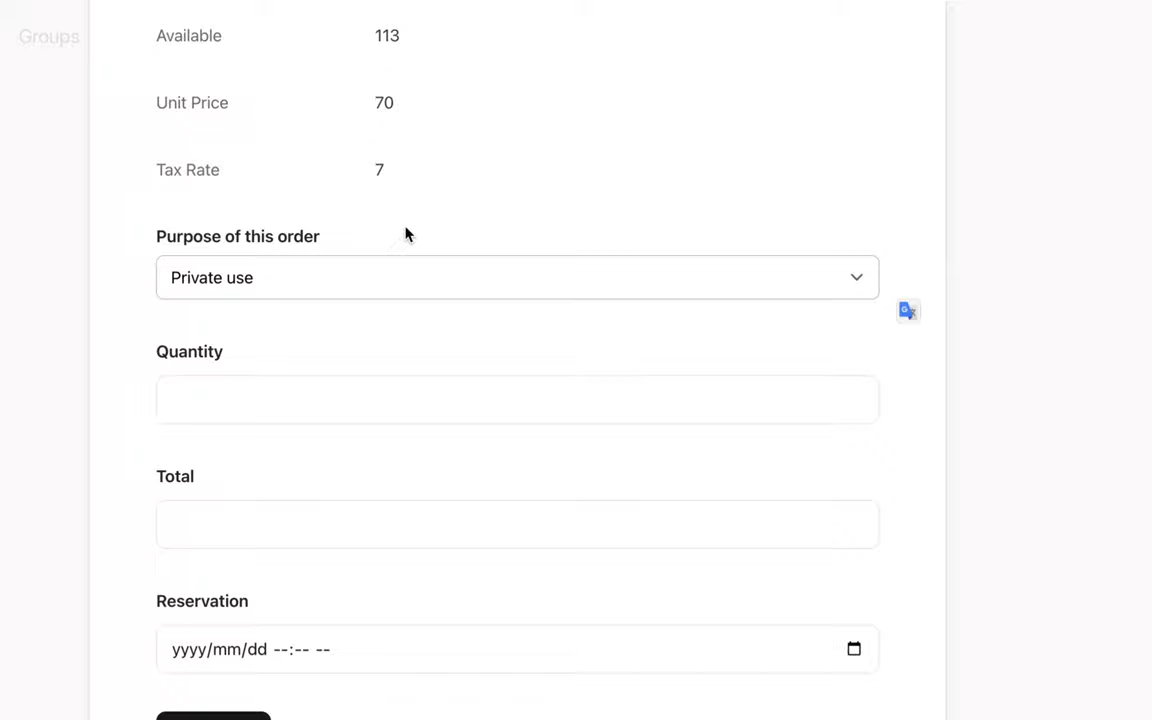 Groups
Available 113
Unit Price 70
Tax Rate 7
Purpose of this order
Private use
Quantity
Total
Reservation
yyyy/mm/dd --:-- --